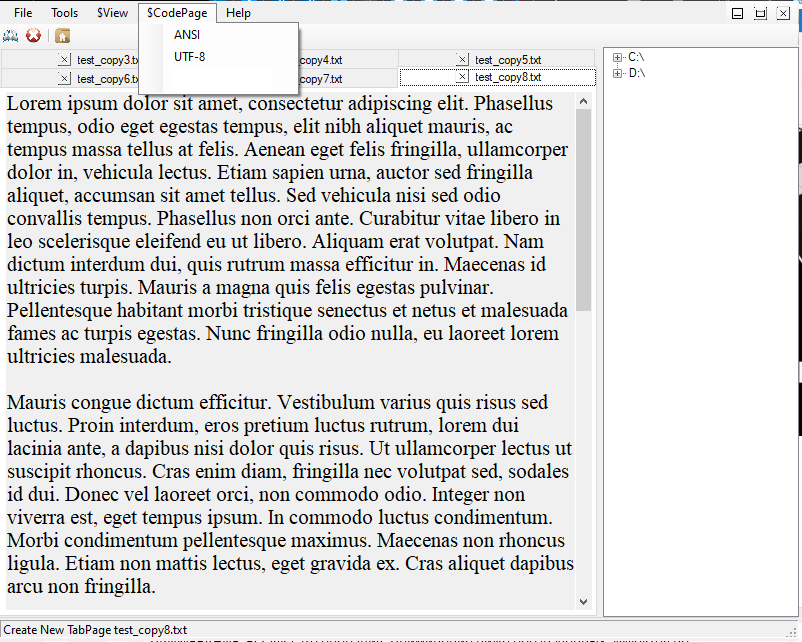 File Tools $View $CodePage Help
ANSI
UTF-8
test_copy3.tx copy4.txt test_copy5.txt
test_copy6. copy7.txt test_copy8.txt
C:\
D:\
Lorem ipsum dolor sit amet, consectetur adipiscing elit. Phasellus
tempus, odio eget egestas tempus, elit nibh aliquet mauris, ac
tempus massa tellus at felis. Aenean eget felis fringilla, ullamcorper
dolor in, vehicula lectus. Etiam sapien urna, auctor sed fringilla
aliquet, accumsan sit amet tellus. Sed vehicula nisi sed odio
convallis tempus. Phasellus non orci ante. Curabitur vitae libero in
leo scelerisque eleifend eu ut libero. Aliquam erat volutpat. Nam
dictum interdum dui, quis rutrum massa efficitur in. Maecenas id
ultricies turpis. Mauris a magna quis felis egestas pulvinar.
Pellentesque habitant morbi tristique senectus et netus et malesuada
fames ac turpis egestas. Nunc fringilla odio nulla, eu laoreet lorem
ultricies malesuada.
Mauris congue dictum efficitur. Vestibulum varius quis risus sed
luctus. Proin interdum, eros pretium luctus rutrum, lorem dui
lacinia ante, a dapibus nisi dolor quis risus. Ut ullamcorper lectus ut
suscipit rhoncus. Cras enim diam, fringilla nec volutpat sed, sodales
id dui. Donec vel laoreet orci, non commodo odio. Integer non
viverra est, eget tempus ipsum. In commodo luctus condimentum.
Morbi condimentum pellentesque maximus. Maecenas non rhoncus
ligula. Etiam non mattis lectus, eget gravida ex. Cras aliquet dapibus
arcu non fringilla.
Create New TabPage test_copy8.txt